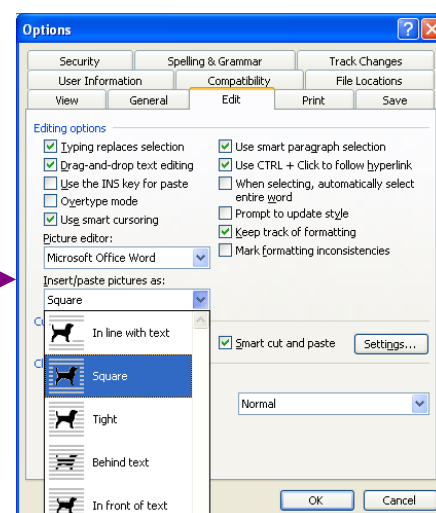 Options
Security Spelling & Grammar Track Changes
User Information Compatibility File Locations
View General Edit Print Save
Editing options
Typing replaces selection
Drag-and-drop text editing
Use the INS key for paste
Overtype mode
Use smart cursoring
Picture editor:
Microsoft Office Word
Insert/paste pictures as:
Square
Use smart paragraph selection
Use CTRL + Click to follow hyperlink
When selecting, automatically select
entire word
Prompt to update style
Keep track of formatting
Mark formatting inconsistencies
In line with text
Square
Tight
Behind text
In front of text
Smart cut and paste Settings...
Normal
OK Cancel